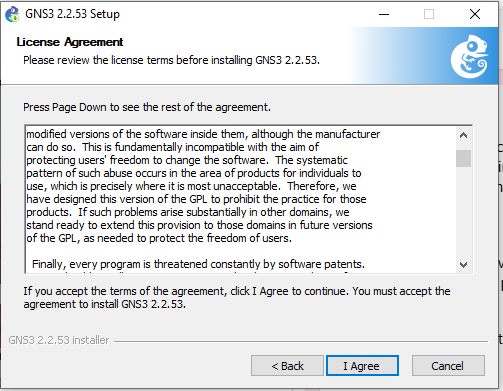 GNS3 2.2.53 Setup
License Agreement
Please review the license terms before installing GNS3 2.2.53.
Press Page Down to see the rest of the agreement.
modified versions of the software inside them, although the manufacturer
can do so.  This is fundamentally incompatible with the aim of
protecting users' freedom to change the software.  The systematic
pattern of such abuse occurs in the area of products for individuals to
use, which is precisely where it is most unacceptable.  Therefore, we
have designed this version of the GPL to prohibit the practice for those
products.  If such problems arise substantially in other domains, we
stand ready to extend this provision to those domains in future versions
of the GPL, as needed to protect the freedom of users.
Finally, every program is threatened constantly by software patents.
If you accept the terms of the agreement, click I Agree to continue. You must accept the
agreement to install GNS3 2.2.53.
GNS3 2.2.53 installer
< Back
I Agree
Cancel